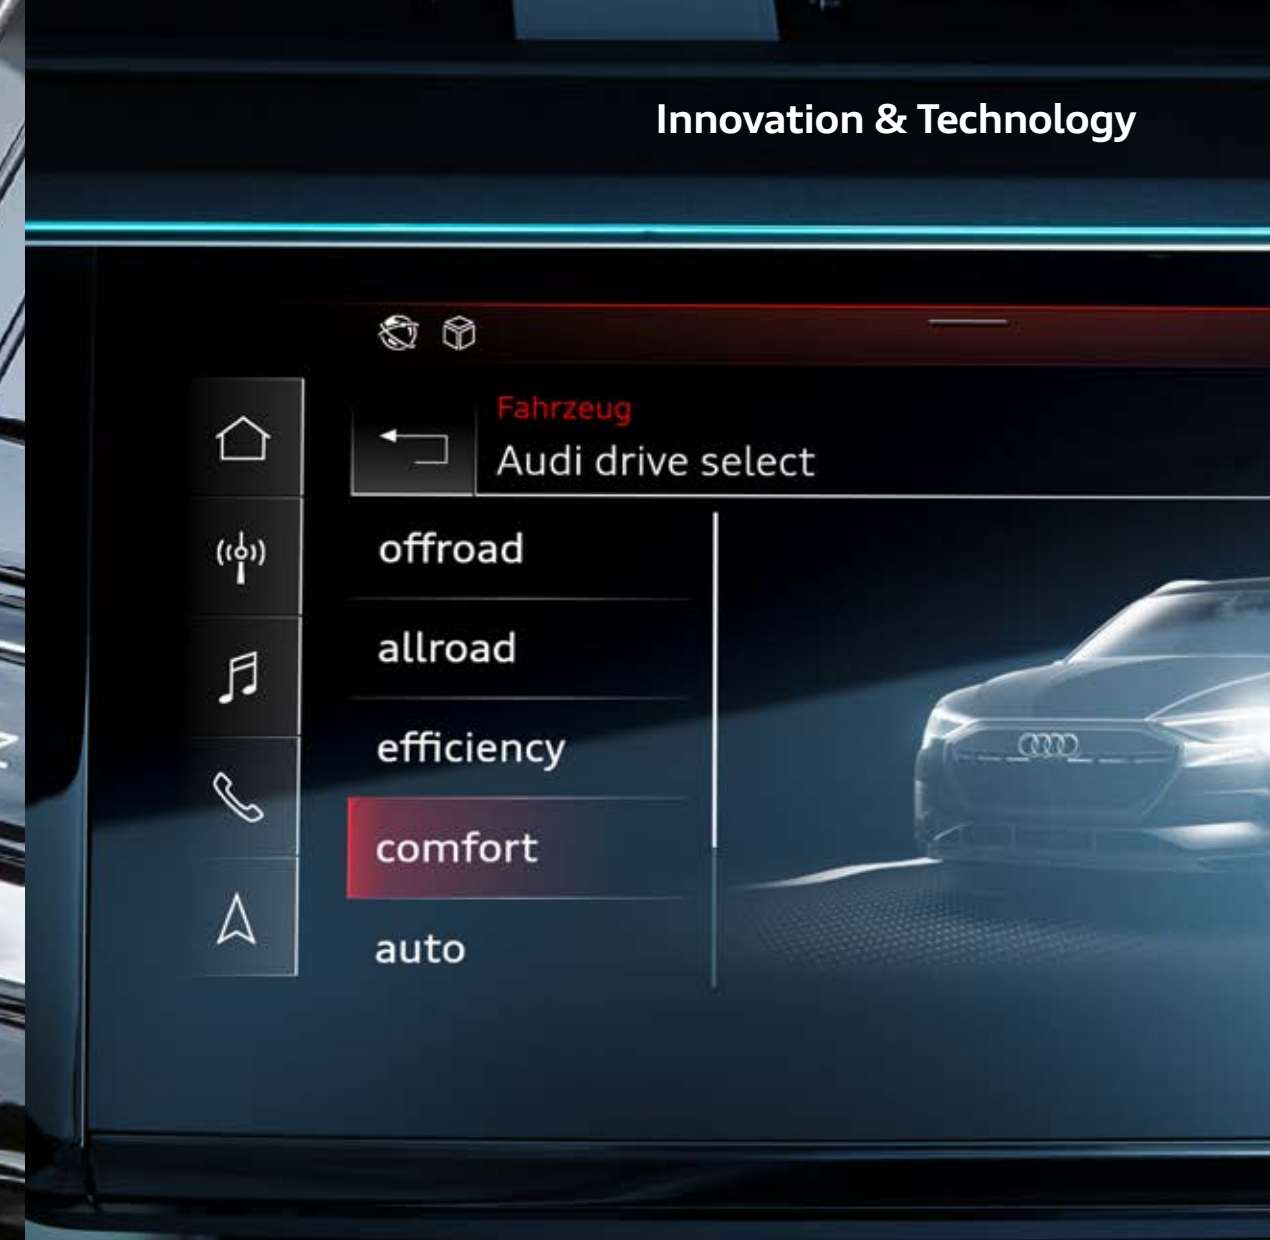 Innovation & Technology
Fahrzeug
Audi drive select
offroad
allroad
efficiency
comfort
auto